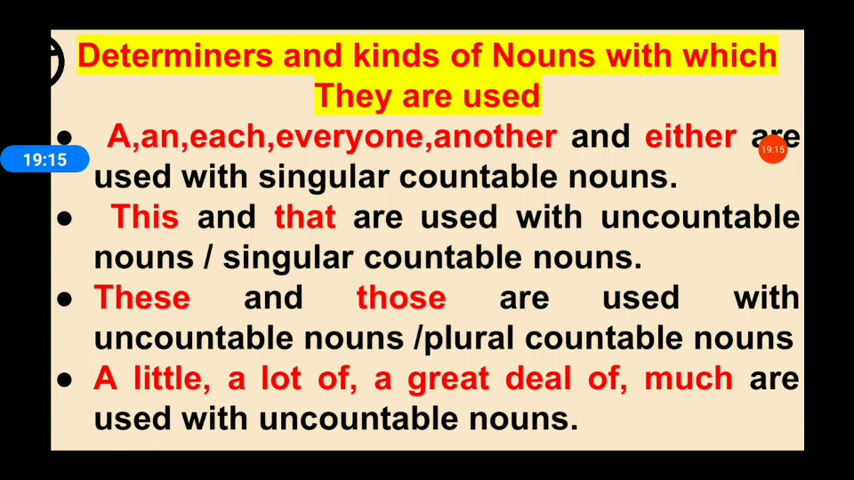 Determiners and kinds of Nouns with which
They are used
● A,an,each,everyone,another and either are
19:15
19:15
used with singular countable nouns.
● This and that are used with uncountable
nouns / singular countable nouns.
● These and those are used with
uncountable nouns /plural countable nouns
● A little, a lot of, a great deal of, much are
used with uncountable nouns.